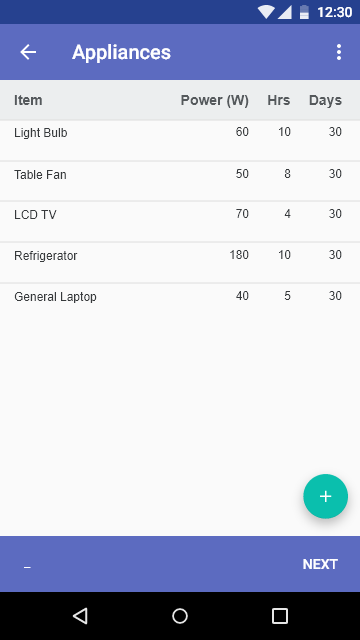 12:30
Appliances
Item Power (W) Hrs Days
Light Bulb 60 10 30
Table Fan 50 8 30
LCD TV 70 4 30
Refrigerator 180 10 30
General Laptop 40 5 30
+
_ NEXT